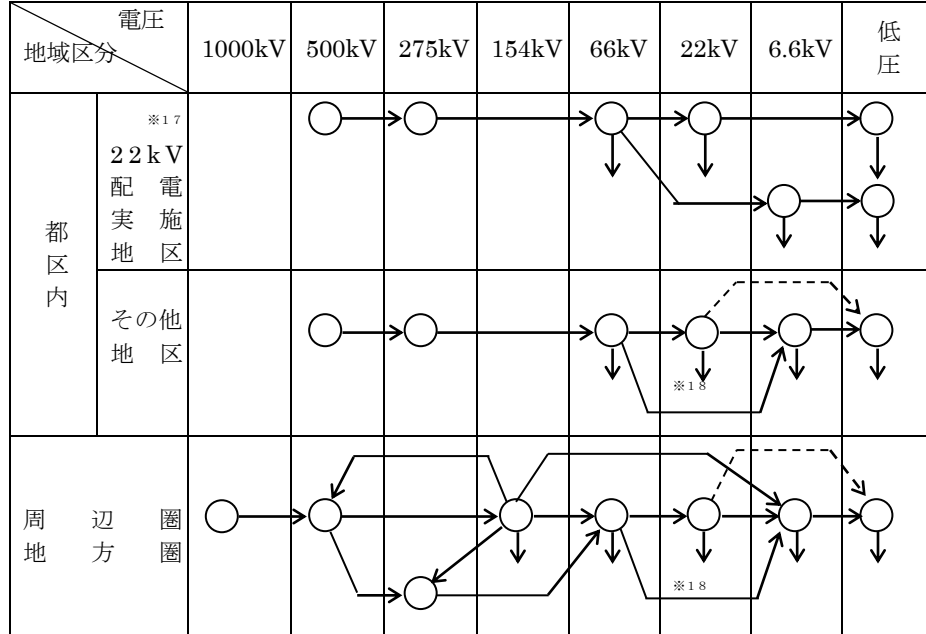 電圧
地域区分
1000kV 500kV 275kV 154kV 66kV 22kV 6.6kV 低圧
都区内
※17
22kV
配電
実施
地区
その他
地区
※18
周辺圏
地方圏
※18